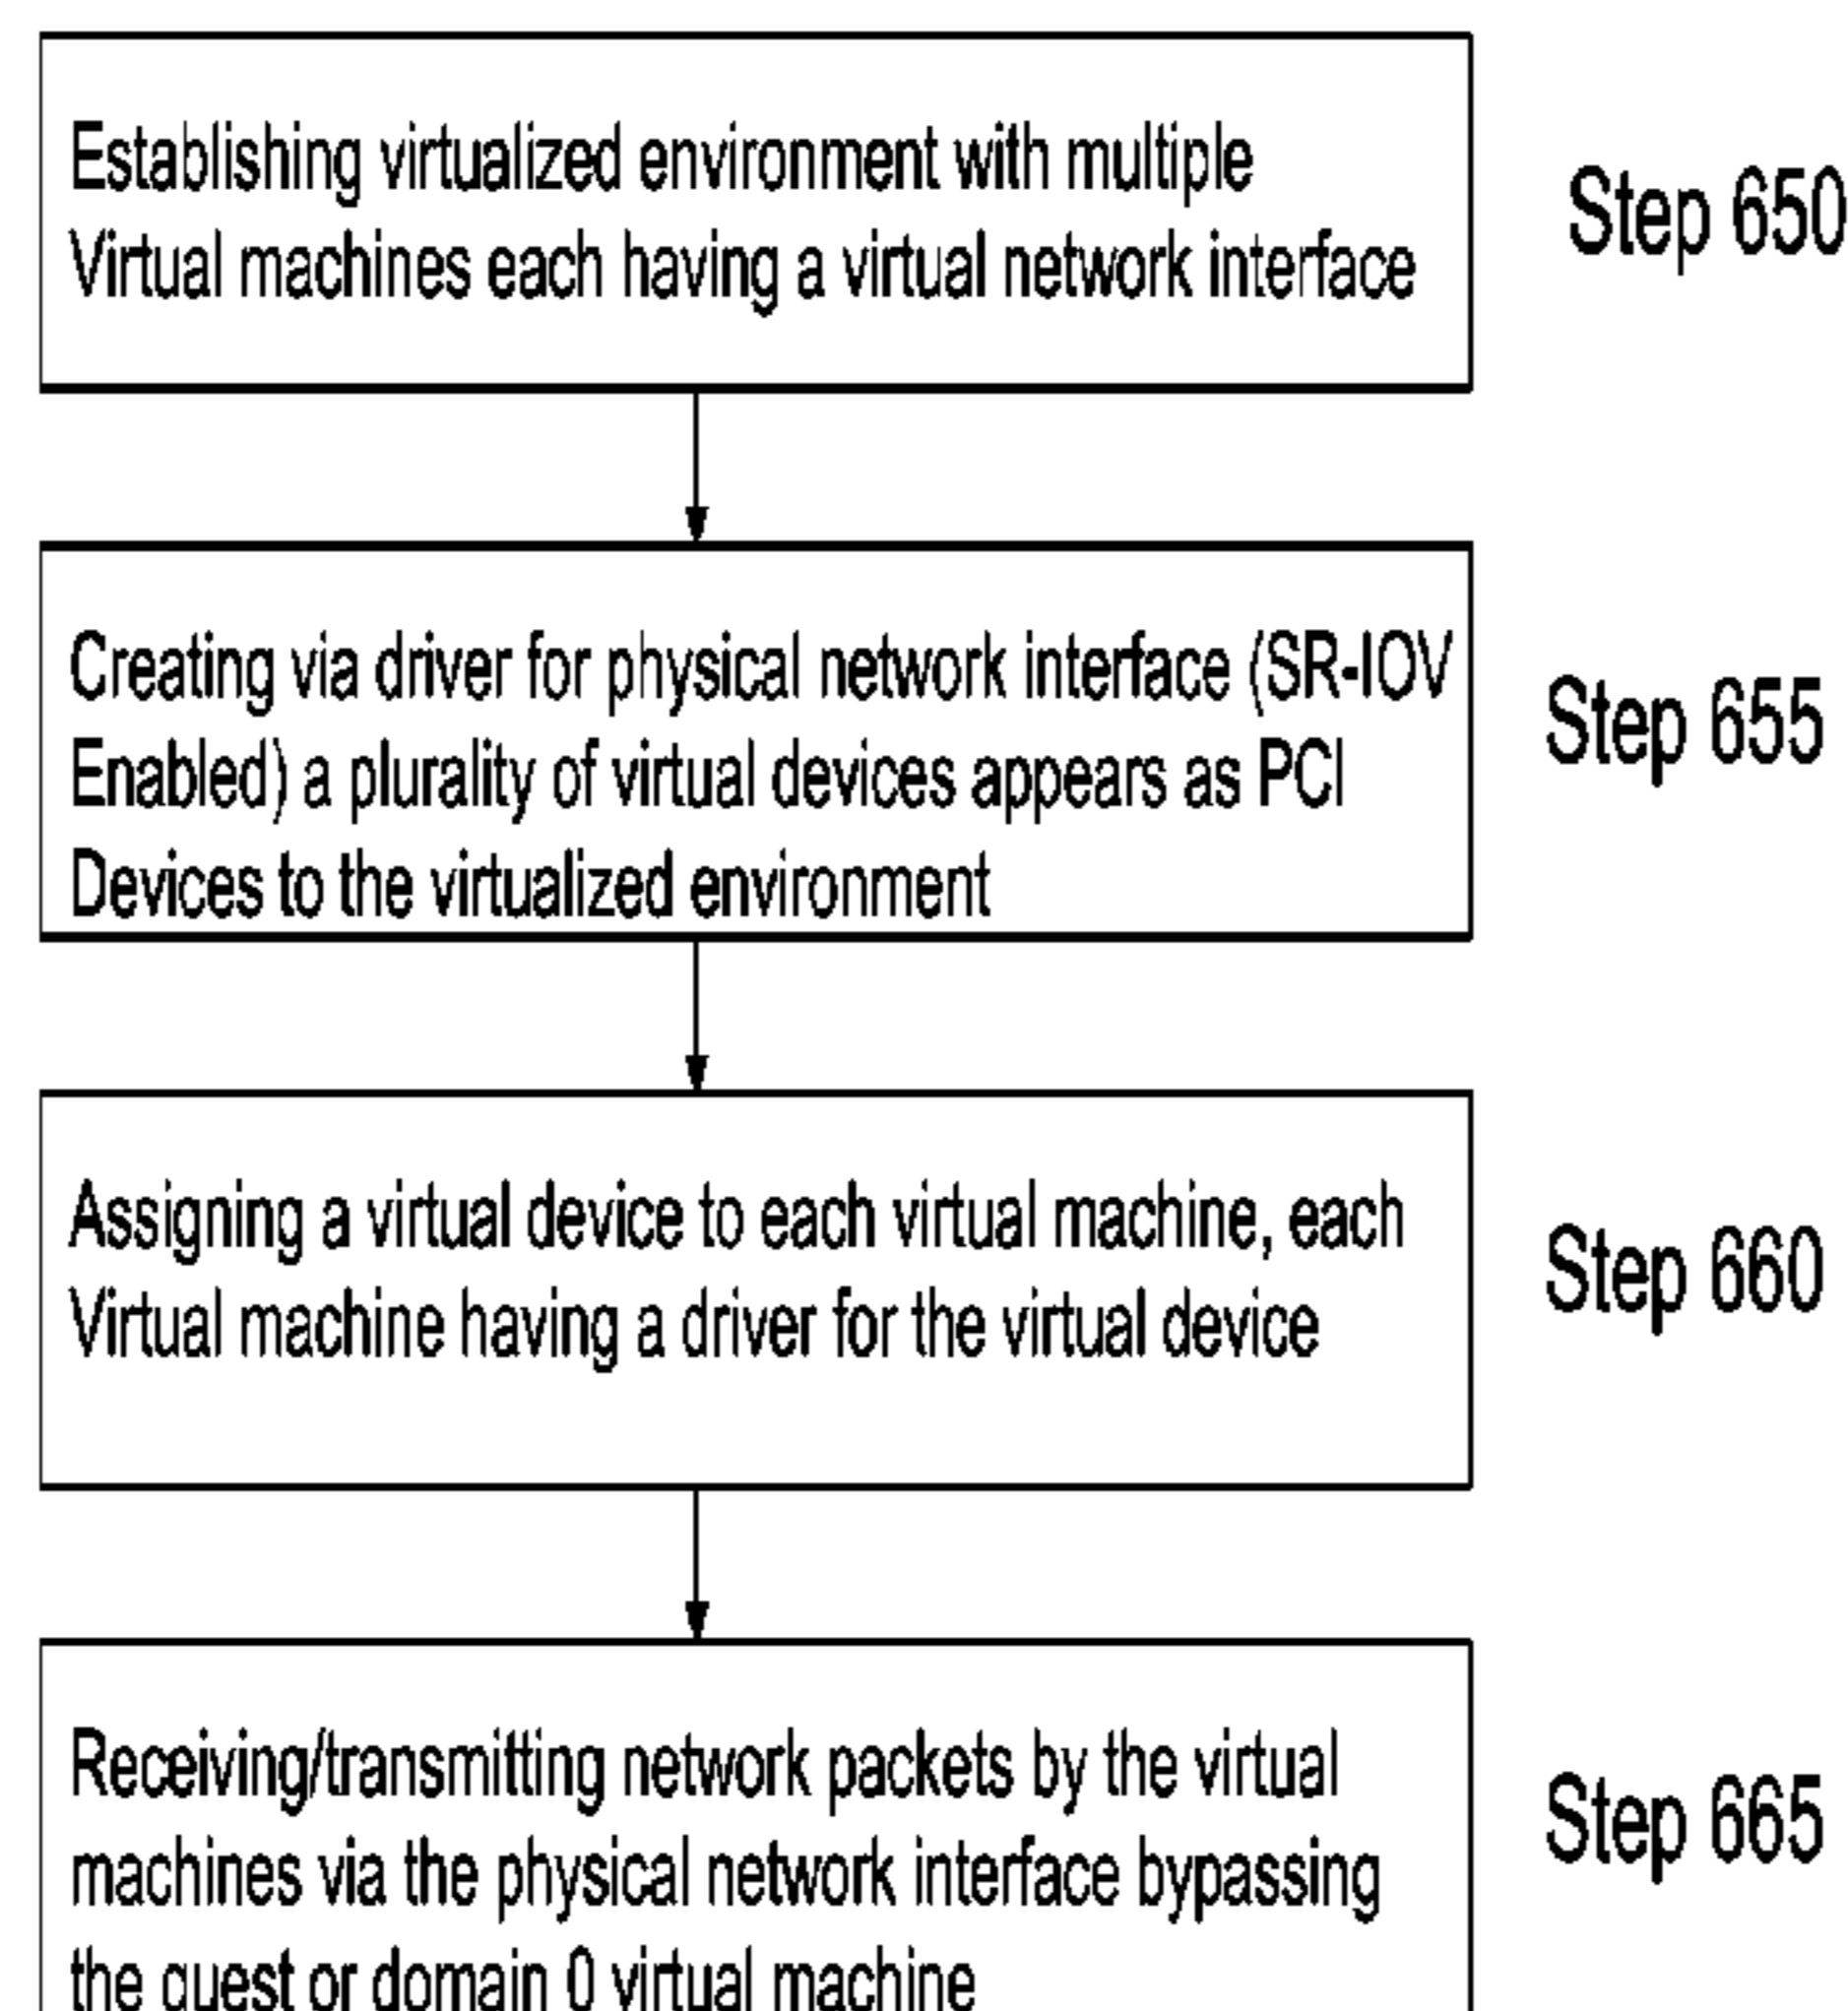 Establishing virtualized environment with multiple
Virtual machines each having a virtual network interface
Step 650
Creating via driver for physical network interface (SR-IOV
Enabled) a plurality of virtual devices appears as PCI
Devices to the virtualized environment
Step 655
Assigning a virtual device to each virtual machine, each
Virtual machine having a driver for the virtual device
Step 660
Receiving/transmitting network packets by the virtual
machines via the physical network interface bypassing
the guest or domain 0 virtual machine
Step 665